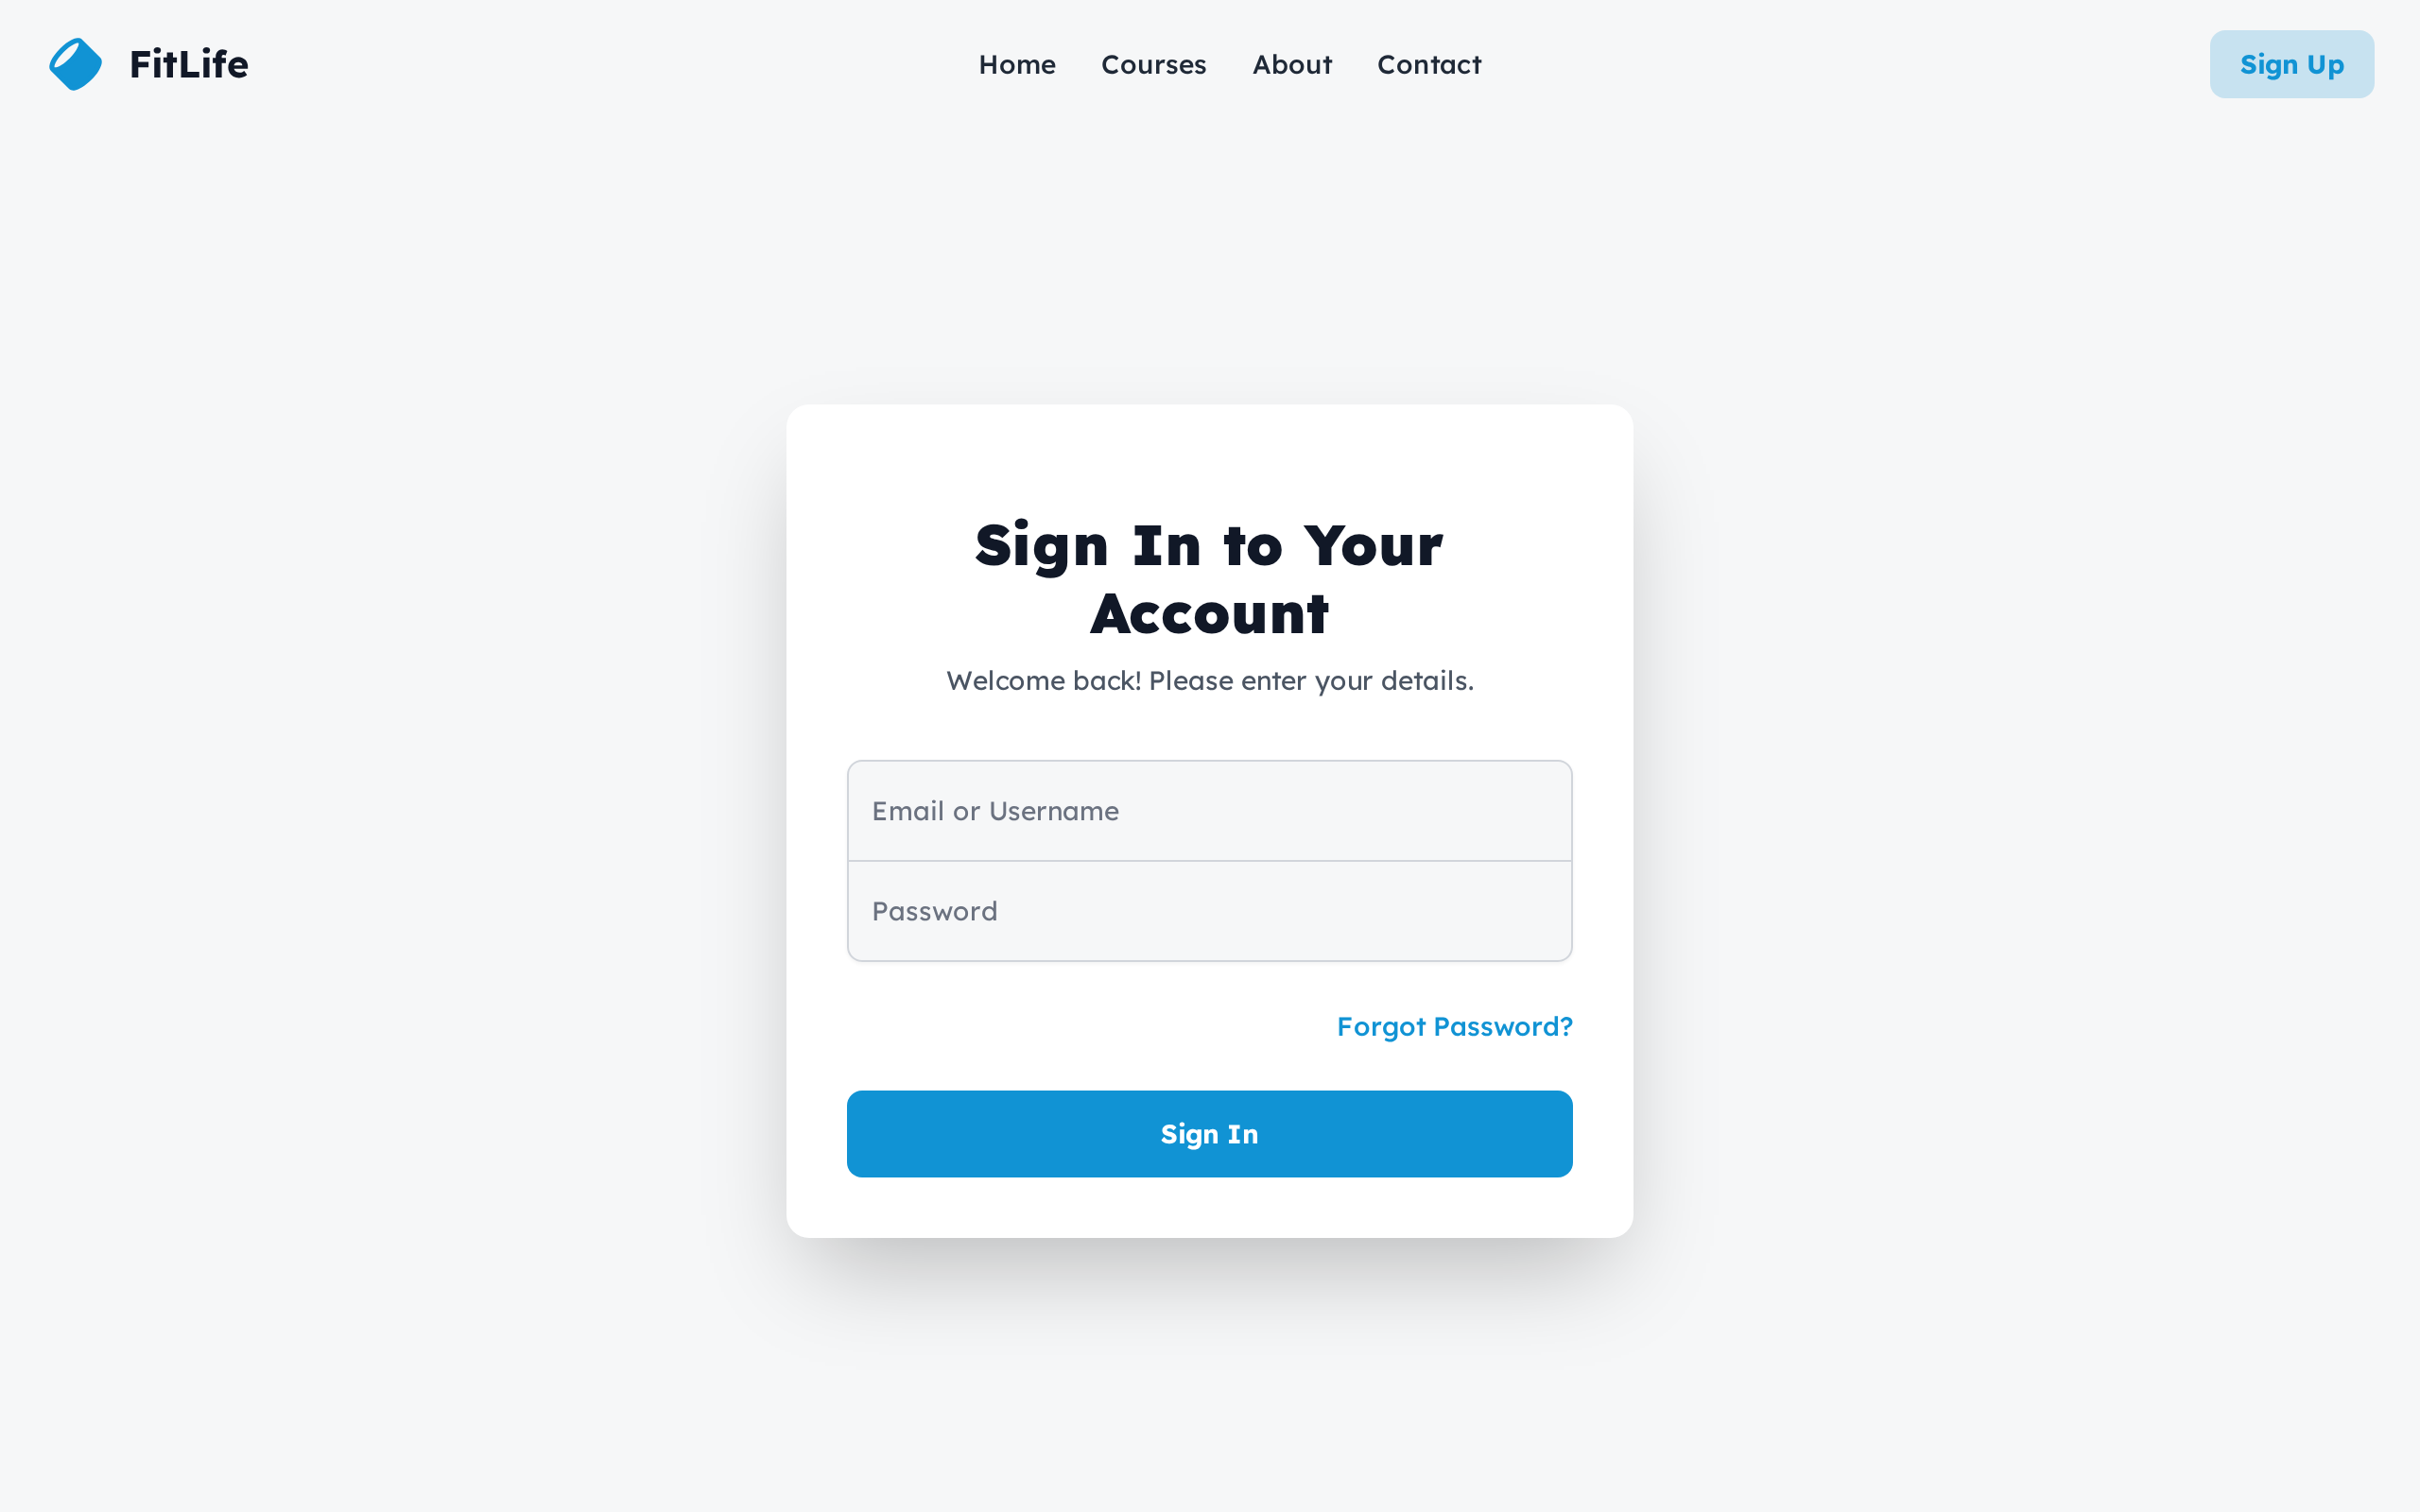 FitLife
Home Courses About Contact
Sign Up
Sign In to Your
Account
Welcome back! Please enter your details.
Email or Username
Password
Forgot Password?
Sign In